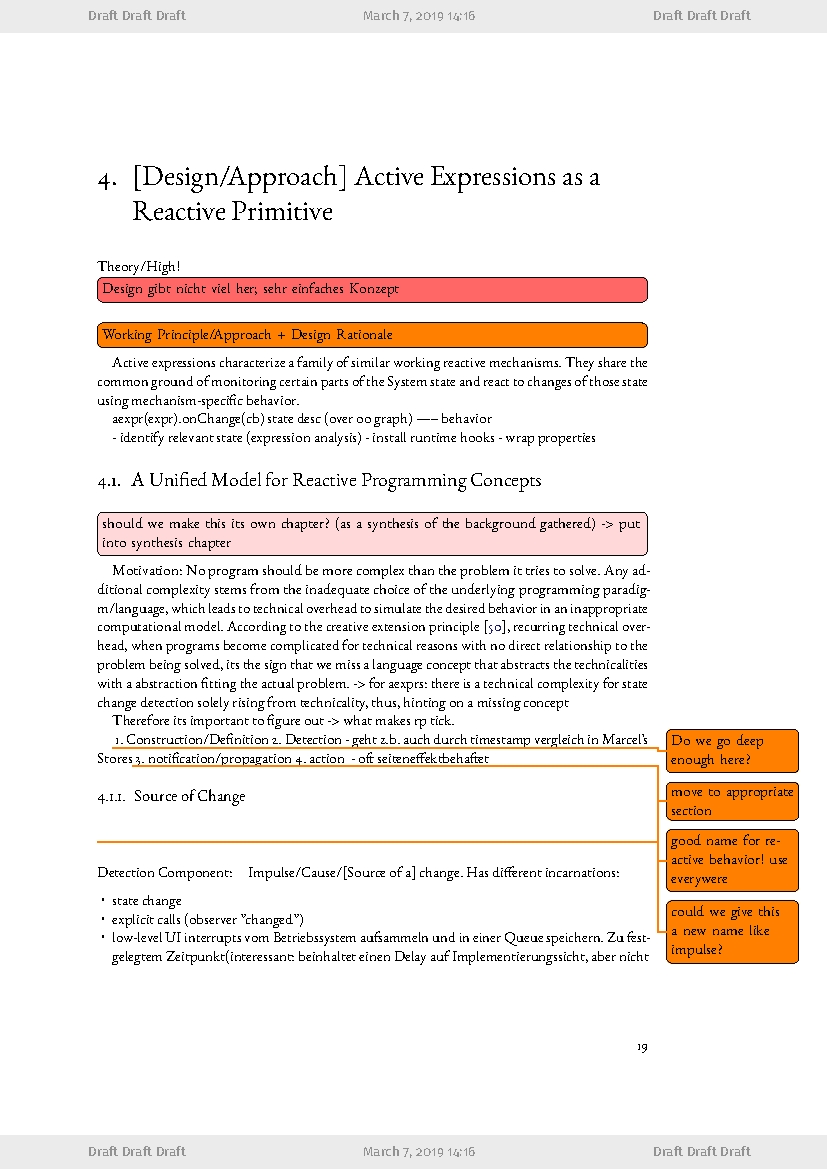 Draft Draft Draft March 7, 2019 14:16 Draft Draft Draft
4. [Design/Approach] Active Expressions as a
Reactive Primitive
Theory/High!
Design gibt nicht viel her; sehr einfaches Konzept
Working Principle/Approach + Design Rationale
Active expressions characterize a family of similar working reactive mechanisms. They share the
common ground of monitoring certain parts of the System state and react to changes of those state
using mechanism-specific behavior.
aexpr(expr).onChange(cb) state desc (over oo graph) —– behavior
- identify relevant state (expression analysis) - install runtime hooks - wrap properties
4.1. A Unified Model for Reactive Programming Concepts
should we make this its own chapter? (as a synthesis of the background gathered) -> put
into synthesis chapter
Motivation: No program should be more complex than the problem it tries to solve. Any ad-
ditional complexity stems from the inadequate choice of the underlying programming paradig-
m/language, which leads to technical overhead to simulate the desired behavior in an inappropriate
computational model. According to the creative extension principle [50], recurring technical over-
head, when programs become complicated for technical reasons with no direct relationship to the
problem being solved, its the sign that we miss a language concept that abstracts the technicalities
with a abstraction fitting the actual problem. -> for aexprs: there is a technical complexity for state
change detection solely rising from technicality, thus, hinting on a missing concept
Therefore its important to figure out -> what makes rp tick.
1. Construction/Definition 2. Detection - geht z.b. auch durch timestamp vergleich in Marcel's
Stores 3. notification/propagation 4. action - oft seiteneffektbehaftet
Do we go deep
enough here?
move to appropriate
section
good name for re-
active behavior! use
everywere
could we give this
a new name like
impulse?
4.1.1. Source of Change
Detection Component: Impulse/Cause/[Source of a] change. Has different incarnations:
• state change
• explicit calls (observer "changed")
• low-level UI interrupts vom Betriebssystem aufsammeln und in einer Queue speichern. Zu fest-
gelegtem Zeitpunkt(interessant: beinhaltet einen Delay auf Implementierungssicht, aber nicht
19
Draft Draft Draft March 7, 2019 14:16 Draft Draft Draft